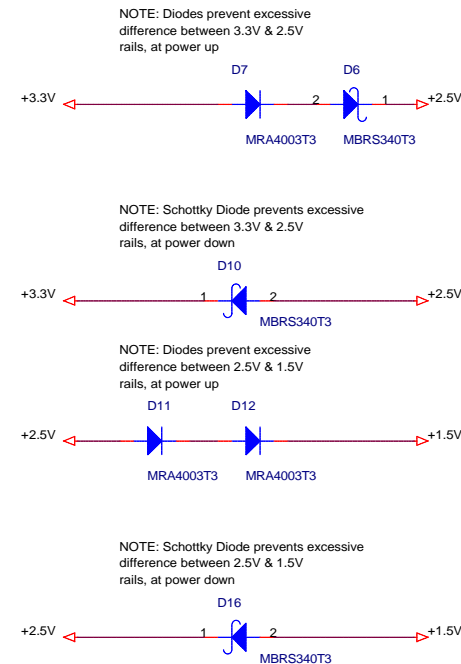 NOTE: Diodes prevent excessive
difference between 3.3V & 2.5V
rails, at power up
D7 D6
+3.3V 2 1 +2.5V
MRA4003T3 MBRS340T3
NOTE: Schottky Diode prevents excessive
difference between 3.3V & 2.5V
rails, at power down
D10
+3.3V 1 2 +2.5V
MBRS340T3
NOTE: Diodes prevent excessive
difference between 2.5V & 1.5V
rails, at power up
D11 D12
+2.5V +1.5V
MRA4003T3 MRA4003T3
NOTE: Schottky Diode prevents excessive
difference between 2.5V & 1.5V
rails, at power down
D16
+2.5V 1 2 +1.5V
MBRS340T3